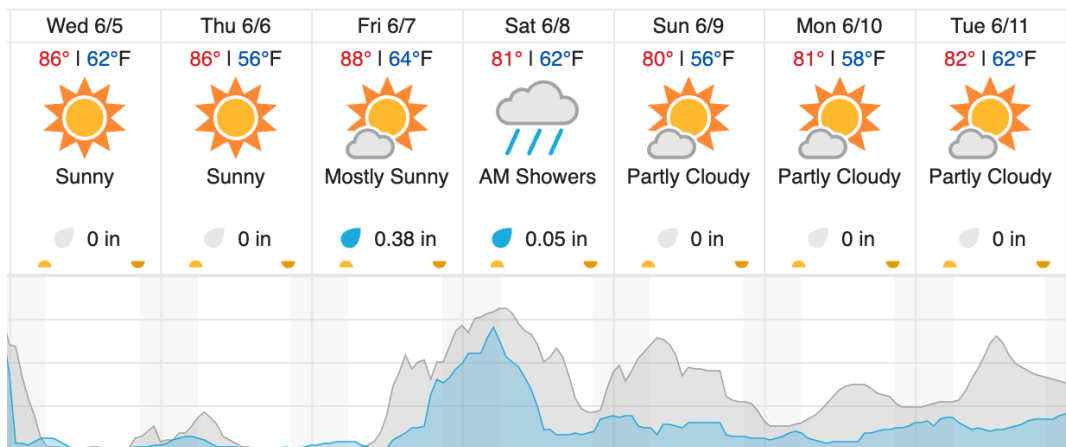 Wed 6/5 Thu 6/6 Fri 6/7 Sat 6/8 Sun 6/9 Mon 6/10 Tue 6/11
86° | 62°F 86° | 56°F 88° | 64°F 81° | 62°F 80° | 56°F 81° | 58°F 82° | 62°F
Sunny Sunny Mostly Sunny AM Showers Partly Cloudy Partly Cloudy Partly Cloudy
0 in 0 in 0.38 in 0.05 in 0 in 0 in 0 in